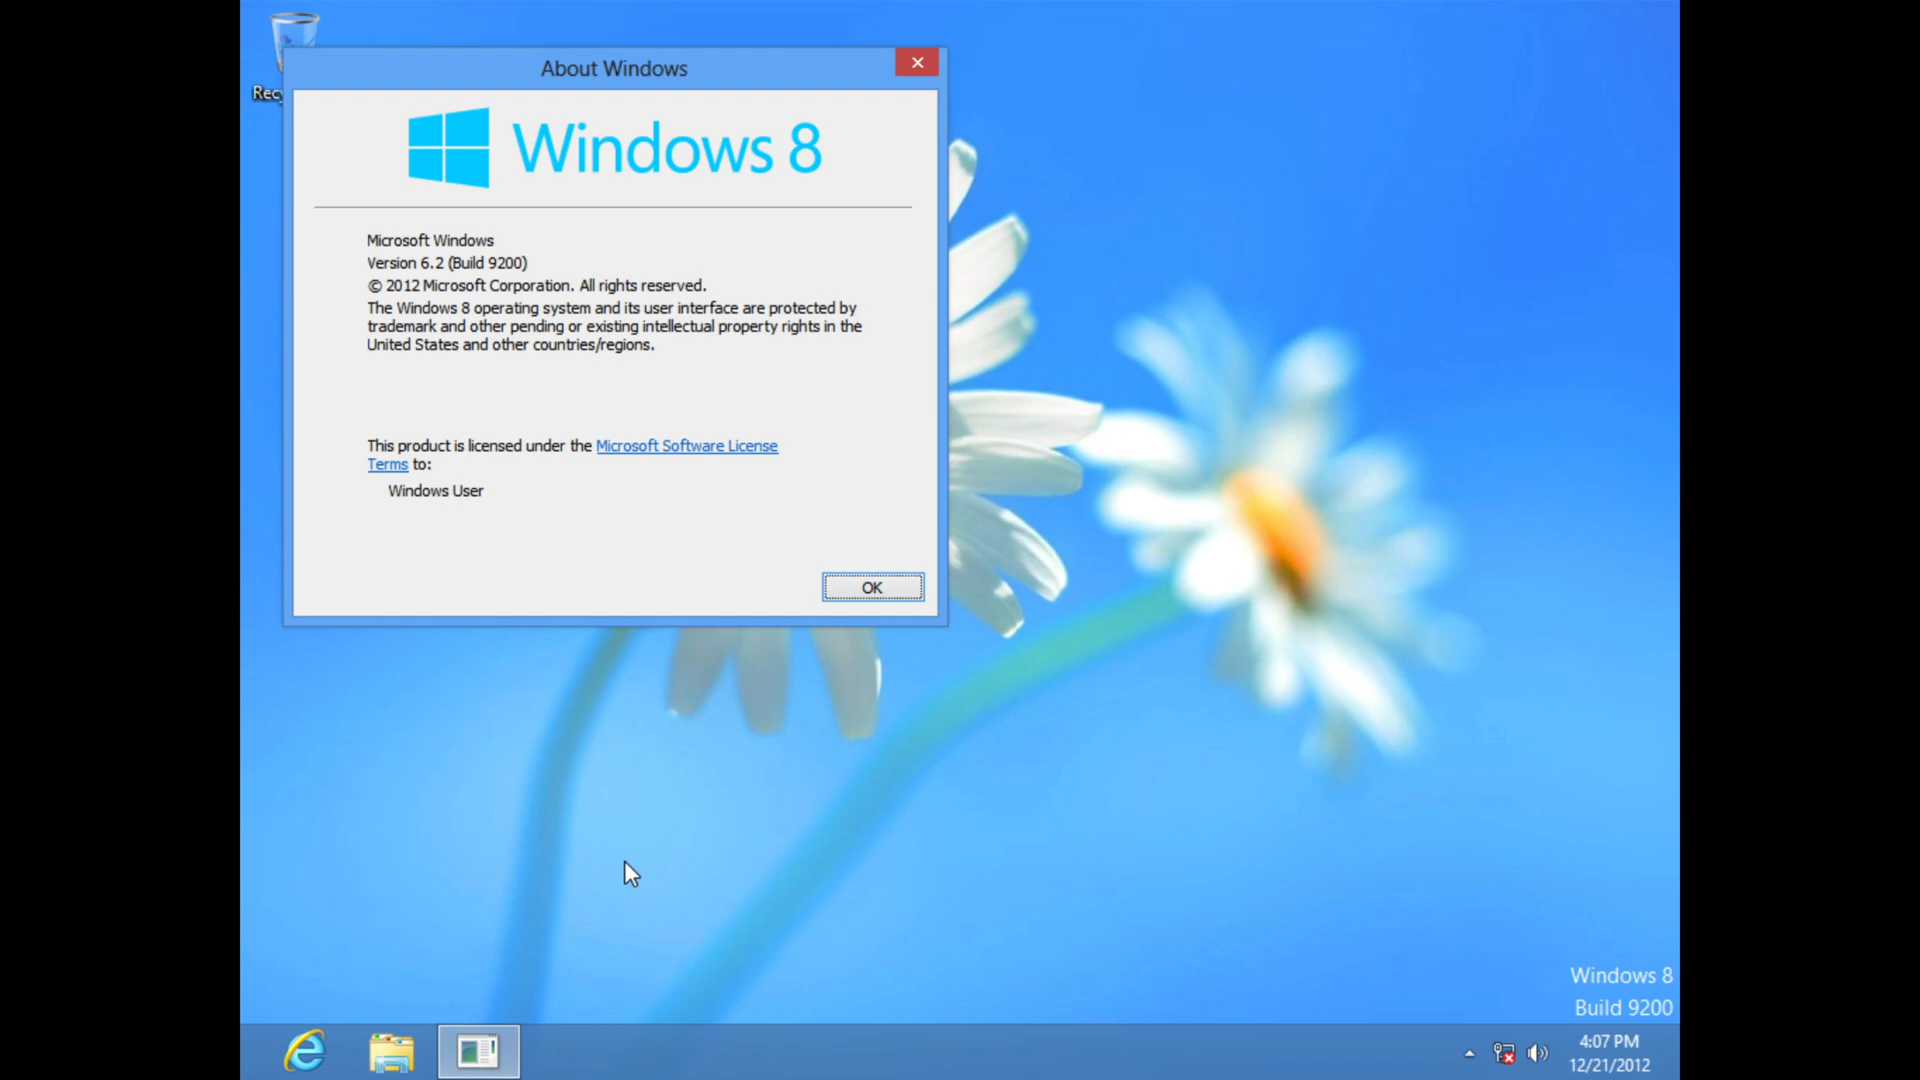 Rec
About Windows
Windows 8
Microsoft Windows
Version 6.2 (Build 9200)
© 2012 Microsoft Corporation. All rights reserved.
The Windows 8 operating system and its user interface are protected by
trademark and other pending or existing intellectual property rights in the
United States and other countries/regions.
This product is licensed under the Microsoft Software License
Terms to:
Windows User
OK
Windows 8
Build 9200
4:07 PM
12/21/2012